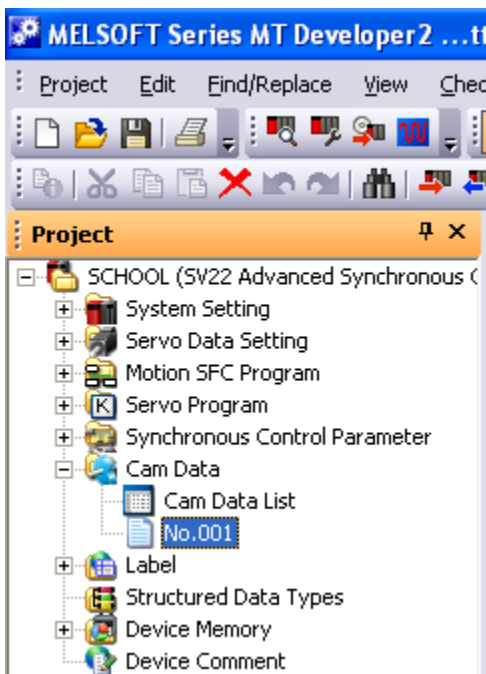 MELSOFT Series MT Developer2 ...tt
Project Edit Find/Replace View Chec
Project
SCHOOL (SV22 Advanced Synchronous C
System Setting
Servo Data Setting
Motion SFC Program
K Servo Program
Synchronous Control Parameter
Cam Data
Cam Data List
No.001
Label
Structured Data Types
Device Memory
Device Comment